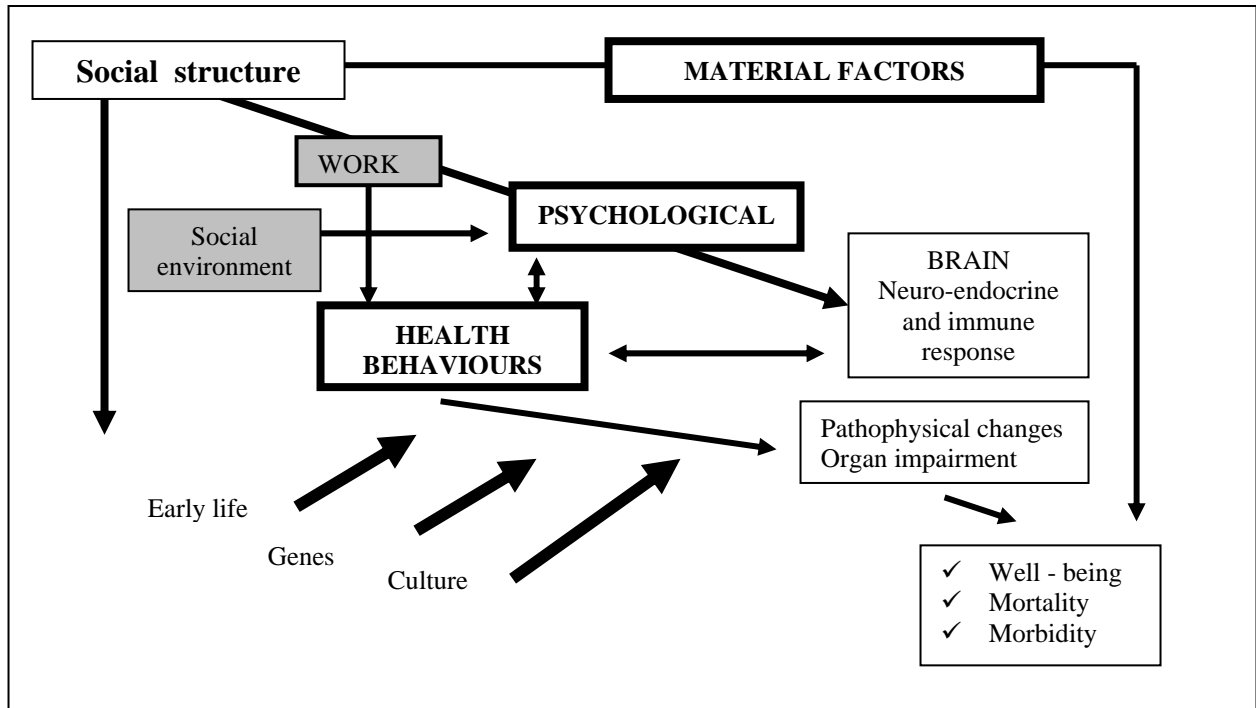 Social structure
MATERIAL FACTORS
WORK
PSYCHOLOGICAL
Social
environment
BRAIN
Neuro-endocrine
and immune
response
HEALTH
BEHAVIOURS
Pathophysical changes
Organ impairment
Early life
Genes
Culture
✓ Well - being
✓ Mortality
✓ Morbidity